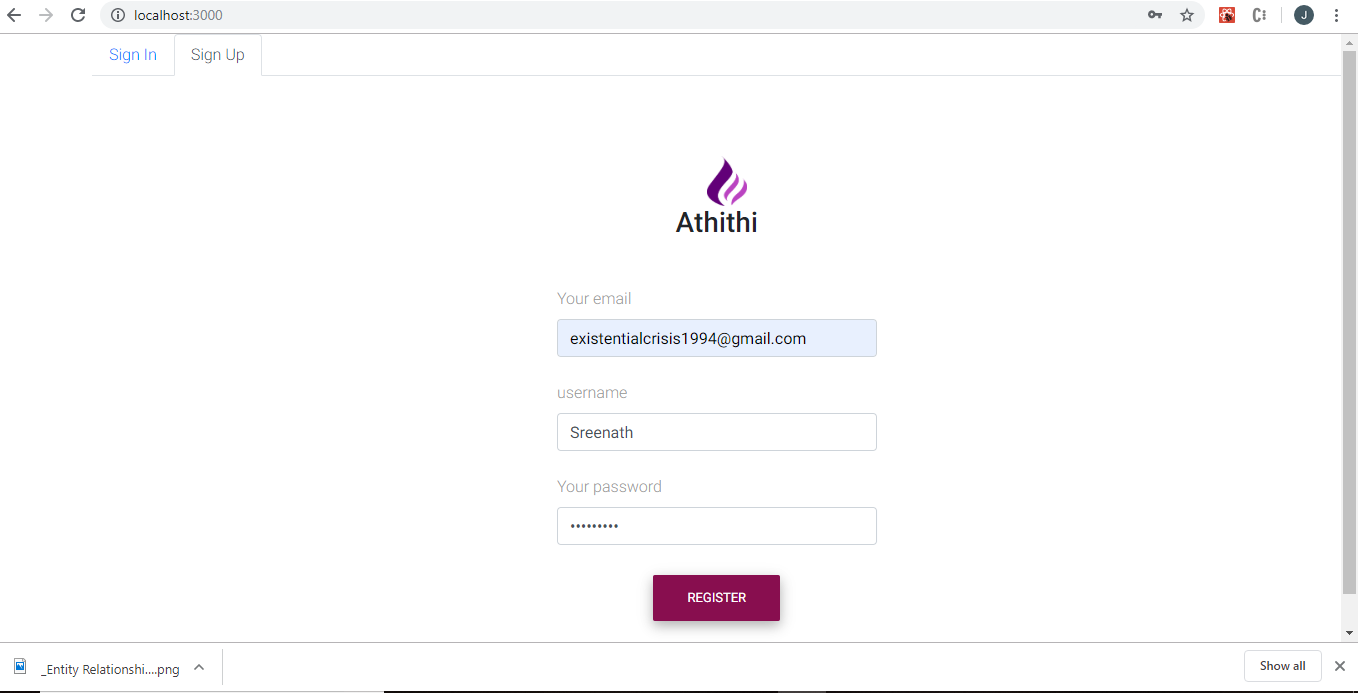 localhost:3000
J
Sign In
Sign Up
Athithi
Your email
existentialcrisis1994@gmail.com
username
Sreenath
Your password
•••••••••
REGISTER
_Entity Relationshi....png
Show all